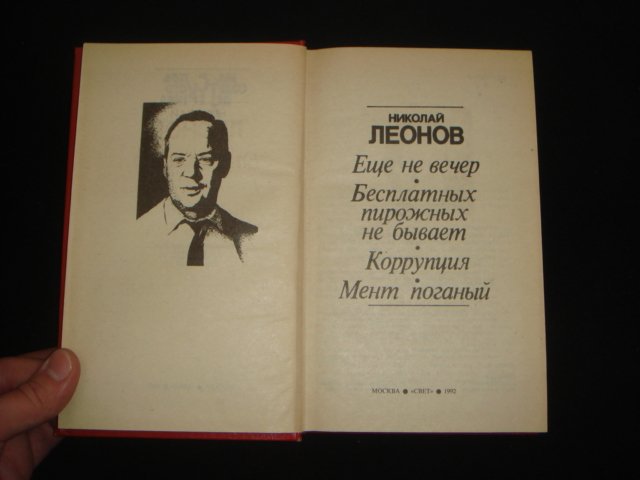 НИКОЛАЙ
ЛЕОНОВ
Еще не вечер
•
Бесплатных
пирожных
не бывает
•
Коррупция
•
Мент поганый
МОСКВА ● «СВЕТ» ● 1992